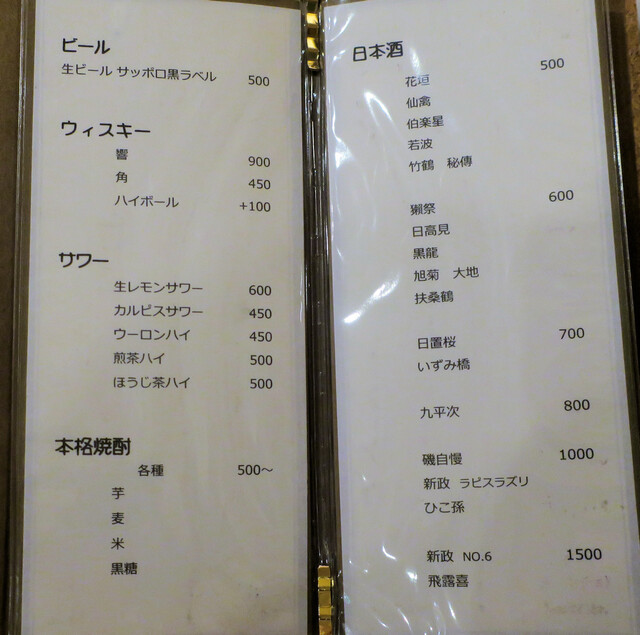 ビール
生ビール サッポロ黒ラベル 500
ウィスキー
響 900
角 450
ハイボール +100
サワー
生レモンサワー 600
カルピスサワー 450
ウーロンハイ 450
煎茶ハイ 500
ほうじ茶ハイ 500
本格焼酎
各種 500～
芋
麦
米
黒糖
日本酒 500
花垣
仙禽
伯楽星
若波
竹鶴 秘傳
獺祭 600
日高見
黒龍
旭菊 大地
扶桑鶴
日置桜 700
いづみ橋
九平次 800
磯自慢 1000
新政 ラピスラズリ
ひこ孫
新政 NO.6 1500
飛露喜